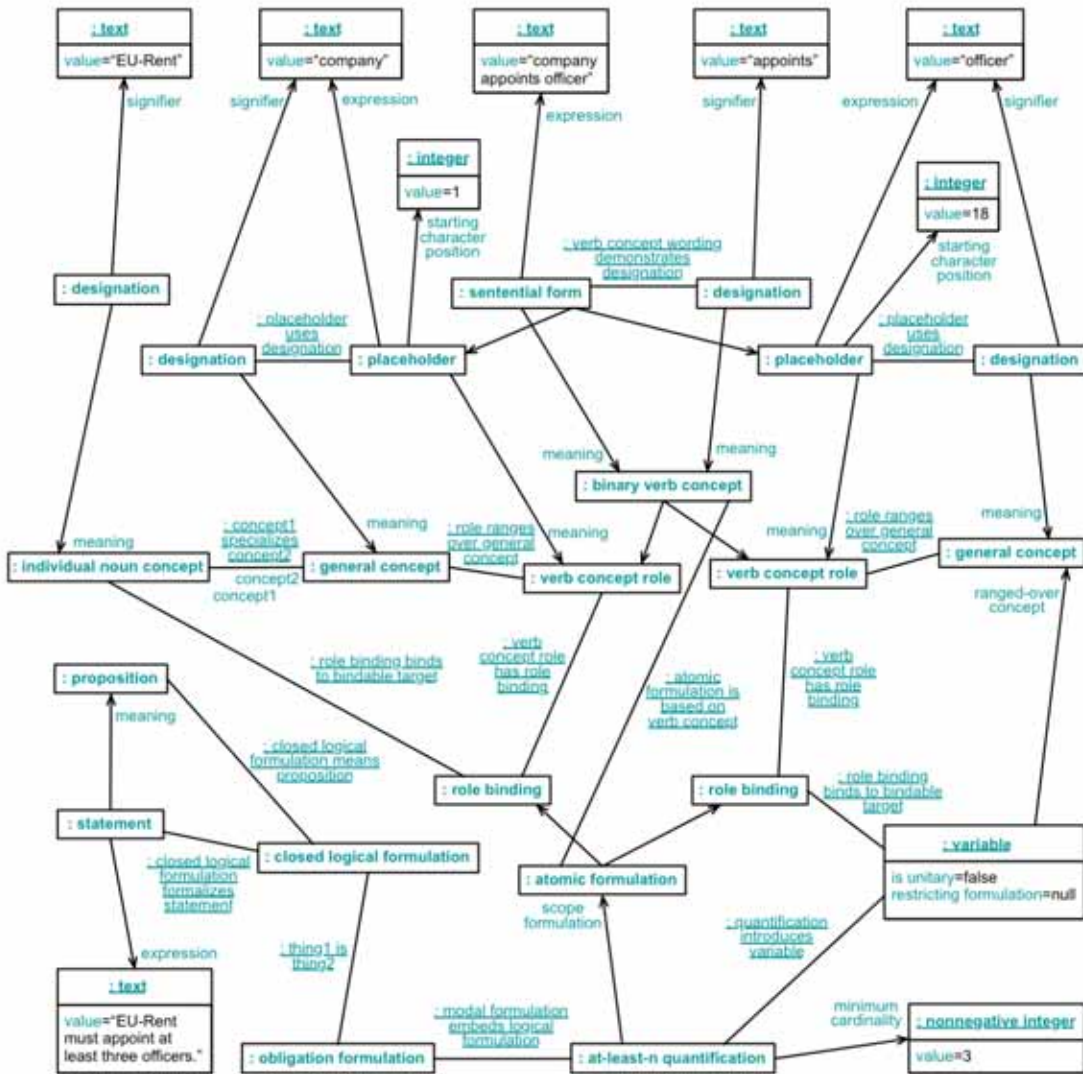 : text
: text
: text
: text
: text
value="EU-Rent"
value="company"
value="company
appoints officer"
value="appoints"
value="officer"
signifier
signifier
expression
expression
signifier
expression
signifier
: integer
value=1
starting
character
position
: integer
value=18
starting
character
position
: verb concept wording
demonstrates
designation
: designation
: sentential form
: designation
: placeholder
uses
designation
: placeholder
uses
designation
: designation
: placeholder
: placeholder
: designation
meaning
meaning
: binary verb concept
meaning
: concept1
specializes
concept2
meaning
: role ranges
over general
concept
meaning
meaning
: role ranges
over general
concept
meaning
: individual noun concept
: general concept
: verb concept role
: verb concept role
: general concept
concept2
concept1
ranged-over
concept
: role binding binds
to bindable target
: verb
concept role
has role
binding
: atomic
formulation is
based on
verb concept
: verb
concept role
has role
binding
: proposition
meaning
: closed logical
formulation means
proposition
: role binding
: role binding
: role binding
binds to bindable
target
: statement
: closed logical formulation
: closed logical
formulation
formalizes
statement
: atomic formulation
: variable
is unitary=false
restricting formulation=null
scope
formulation
: quantification
introduces
variable
: thing1 is
thing2
expression
: text
value="EU-Rent
must appoint at
least three officers."
: modal formulation
embeds logical
formulation
minimum
cardinality
: obligation formulation
: at-least-n quantification
: nonnegative integer
value=3